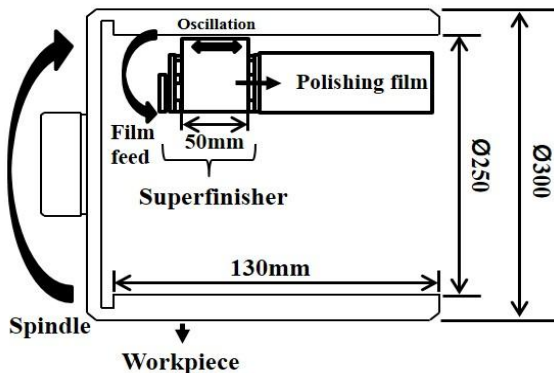 Oscillation
Polishing film
Film
feed
50mm
Superfinisher
Ø250
Ø300
130mm
Spindle
Workpiece